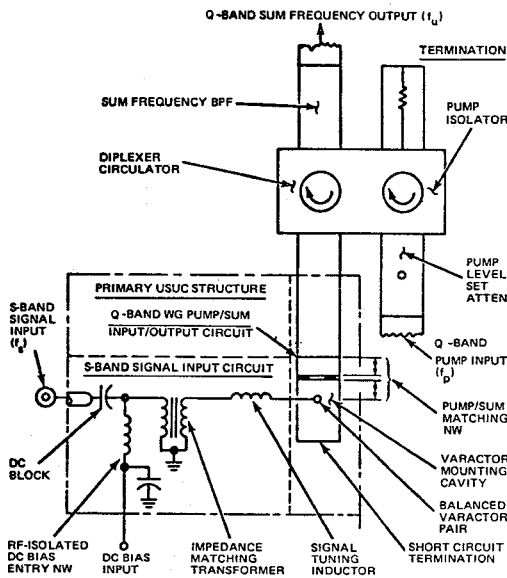 Q-BAND SUM FREQUENCY OUTPUT (fu)
TERMINATION
SUM FREQUENCY BPF
PUMP
ISOLATOR
DIPLEXER
CIRCULATOR
PUMP
LEVEL
SET
ATTEN
PRIMARY USUC STRUCTURE
S-BAND
SIGNAL
INPUT
(fs)
Q-BAND WG PUMP/SUM
INPUT/OUTPUT CIRCUIT
Q-BAND
PUMP INPUT
(fp)
S-BAND SIGNAL INPUT CIRCUIT
PUMP/SUM
MATCHING
NW
DC
BLOCK
VARACTOR
MOUNTING
CAVITY
BALANCED
VARACTOR
PAIR
RF-ISOLATED
DC BIAS
ENTRY NW
DC BIAS
INPUT
IMPEDANCE
MATCHING
TRANSFORMER
SIGNAL
TUNING
INDUCTOR
SHORT CIRCUIT
TERMINATION